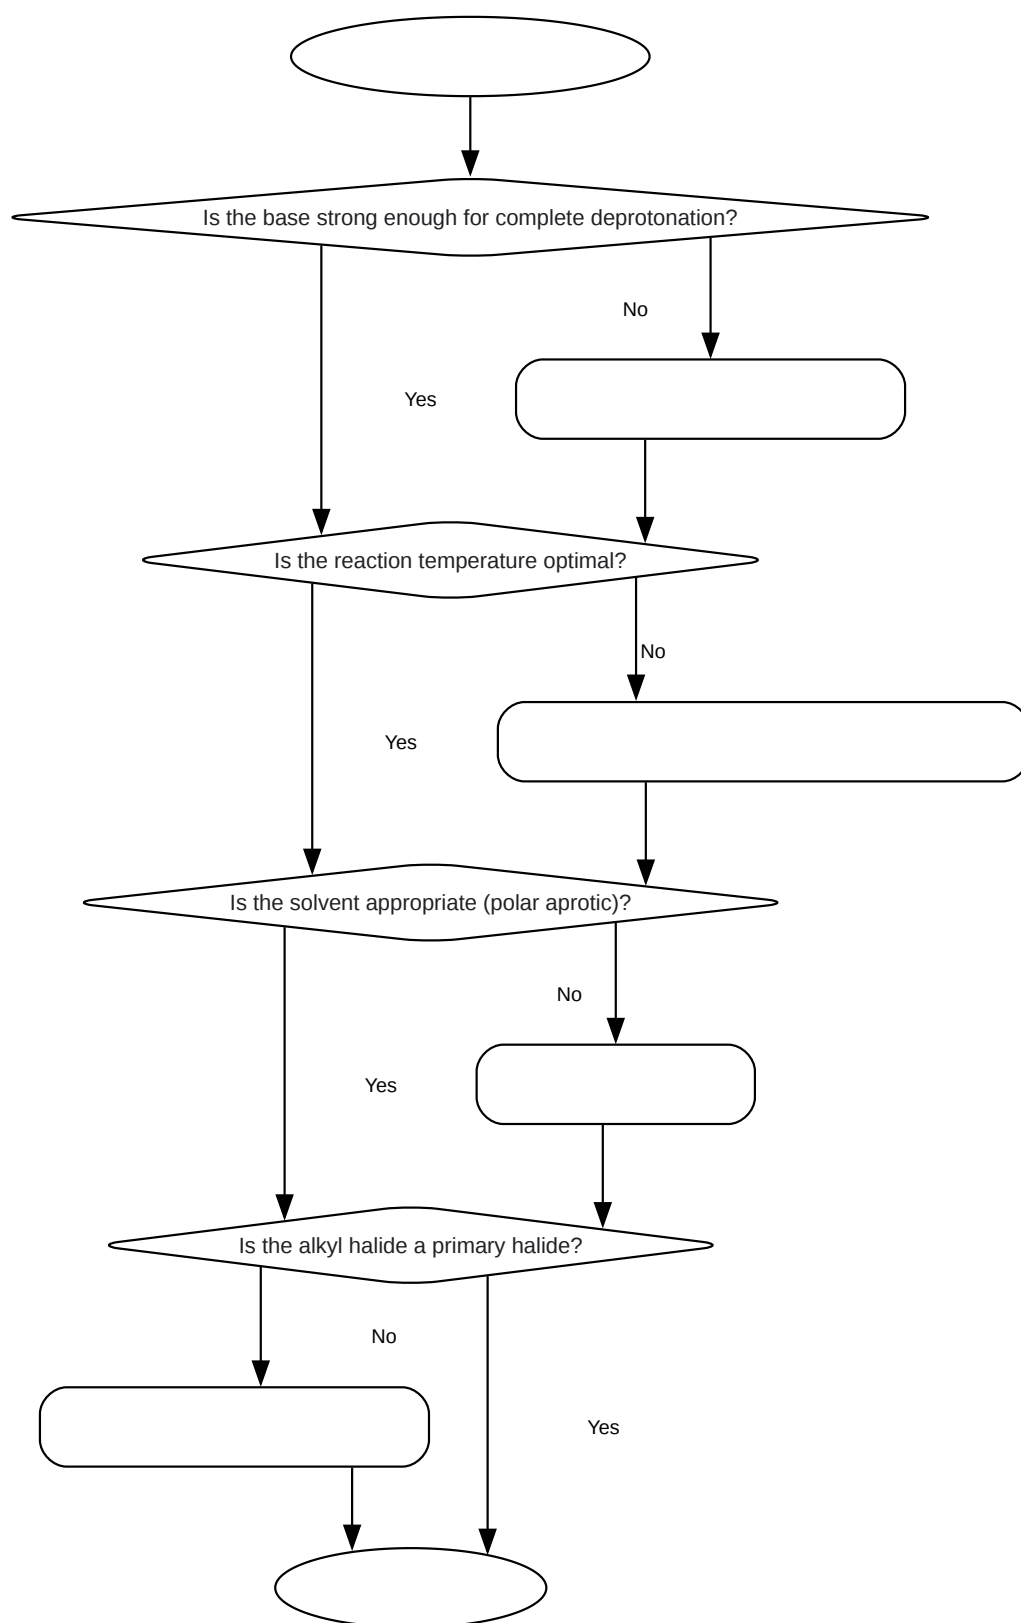 Is the base strong enough for complete deprotonation?
No
Yes
Is the reaction temperature optimal?
No
Yes
Is the solvent appropriate (polar aprotic)?
No
Yes
Is the alkyl halide a primary halide?
No
Yes